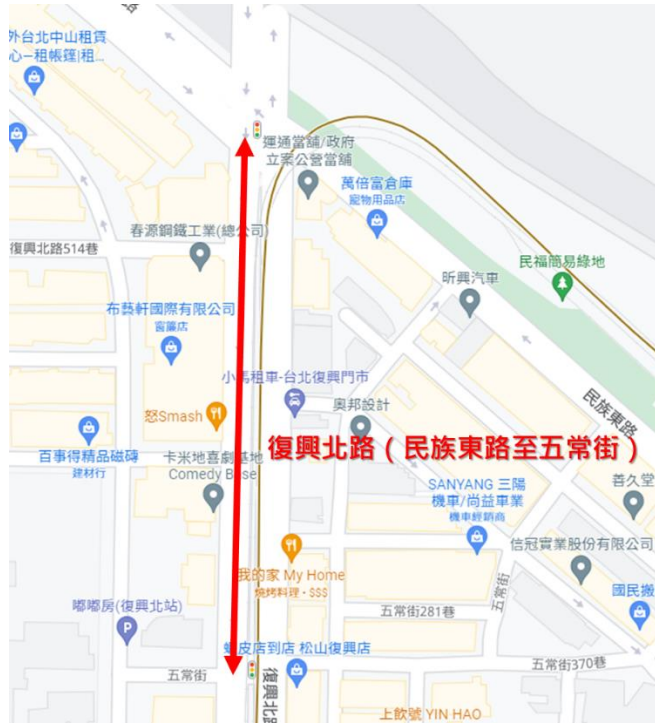 外台北中山租賃
心–租帳篷|租...
路
運通當舖/政府
立案公營當舖
萬倍富倉庫
寵物用品店
春源鋼鐵工業(總公司)
復興北路514巷
民福簡易綠地
昕興汽車
布藝軒國際有限公司
窗簾店
小馬租車-台北復興門市
奧邦設計
民族東路
怒Smash
復興北路（民族東路至五常街）
百事得精品磁磚
建材行
卡米地喜劇基地
Comedy Base
SANYANG 三陽
機車/尚益車業
機車經銷商
善久堂
信冠實業股份有限公司
我的家 My Home
燒烤料理・$$$
五常街
國民搬
嘟嘟房(復興北站)
五常街281巷
蝦皮店到店 松山復興店
五常街
五常街370巷
復興北路
上飲號 YIN HAO